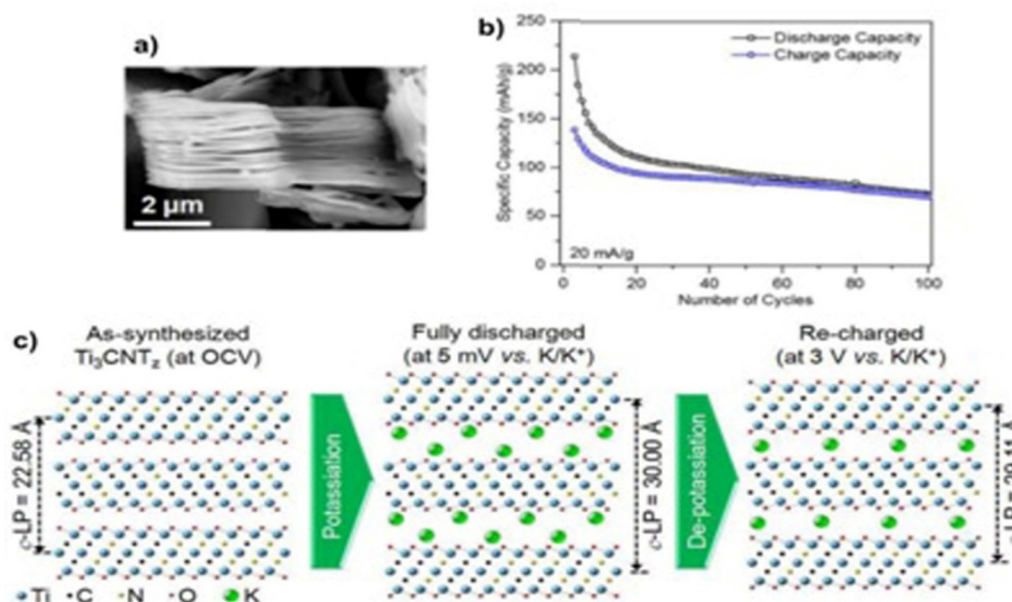 a)
2 μm
b)
Discharge Capacity
Charge Capacity
Specific Capacity (mAh/g)
250
200
150
100
50
0
20 mA/g
0 20 40 60 80 100
Number of Cycles
c)
As-synthesized
Ti₃CNT_z (at OCV)
c-LP = 22.58 Å
Potassiation
Fully discharged
(at 5 mV vs. K/K⁺)
c-LP = 30.00 Å
De-potassiation
Re-charged
(at 3 V vs. K/K⁺)
Ti C N O K